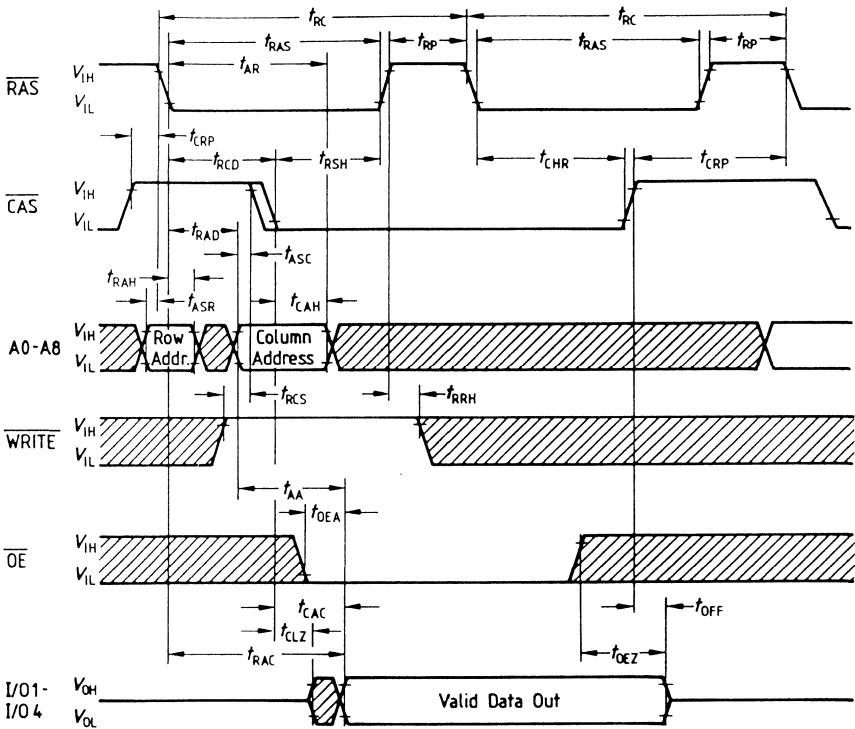 tRC tRC
tRAS tRP tRAS tRP
tAR
RAS VIH
VIL
tCRP
tRCD tRSH tCHR tCRP
CAS VIH
VIL
tRAD
tASC
tRAH
tASR tCAH
A0-A8 VIH
VIL
Row Addr.
Column Address
tRCS tRRH
WRITE VIH
VIL
tAA
tOEA
OE VIH
VIL
tCAC tOFF
tCLZ
tRAC tOEZ
I/O1-
I/O4
VOH
VOL
Valid Data Out